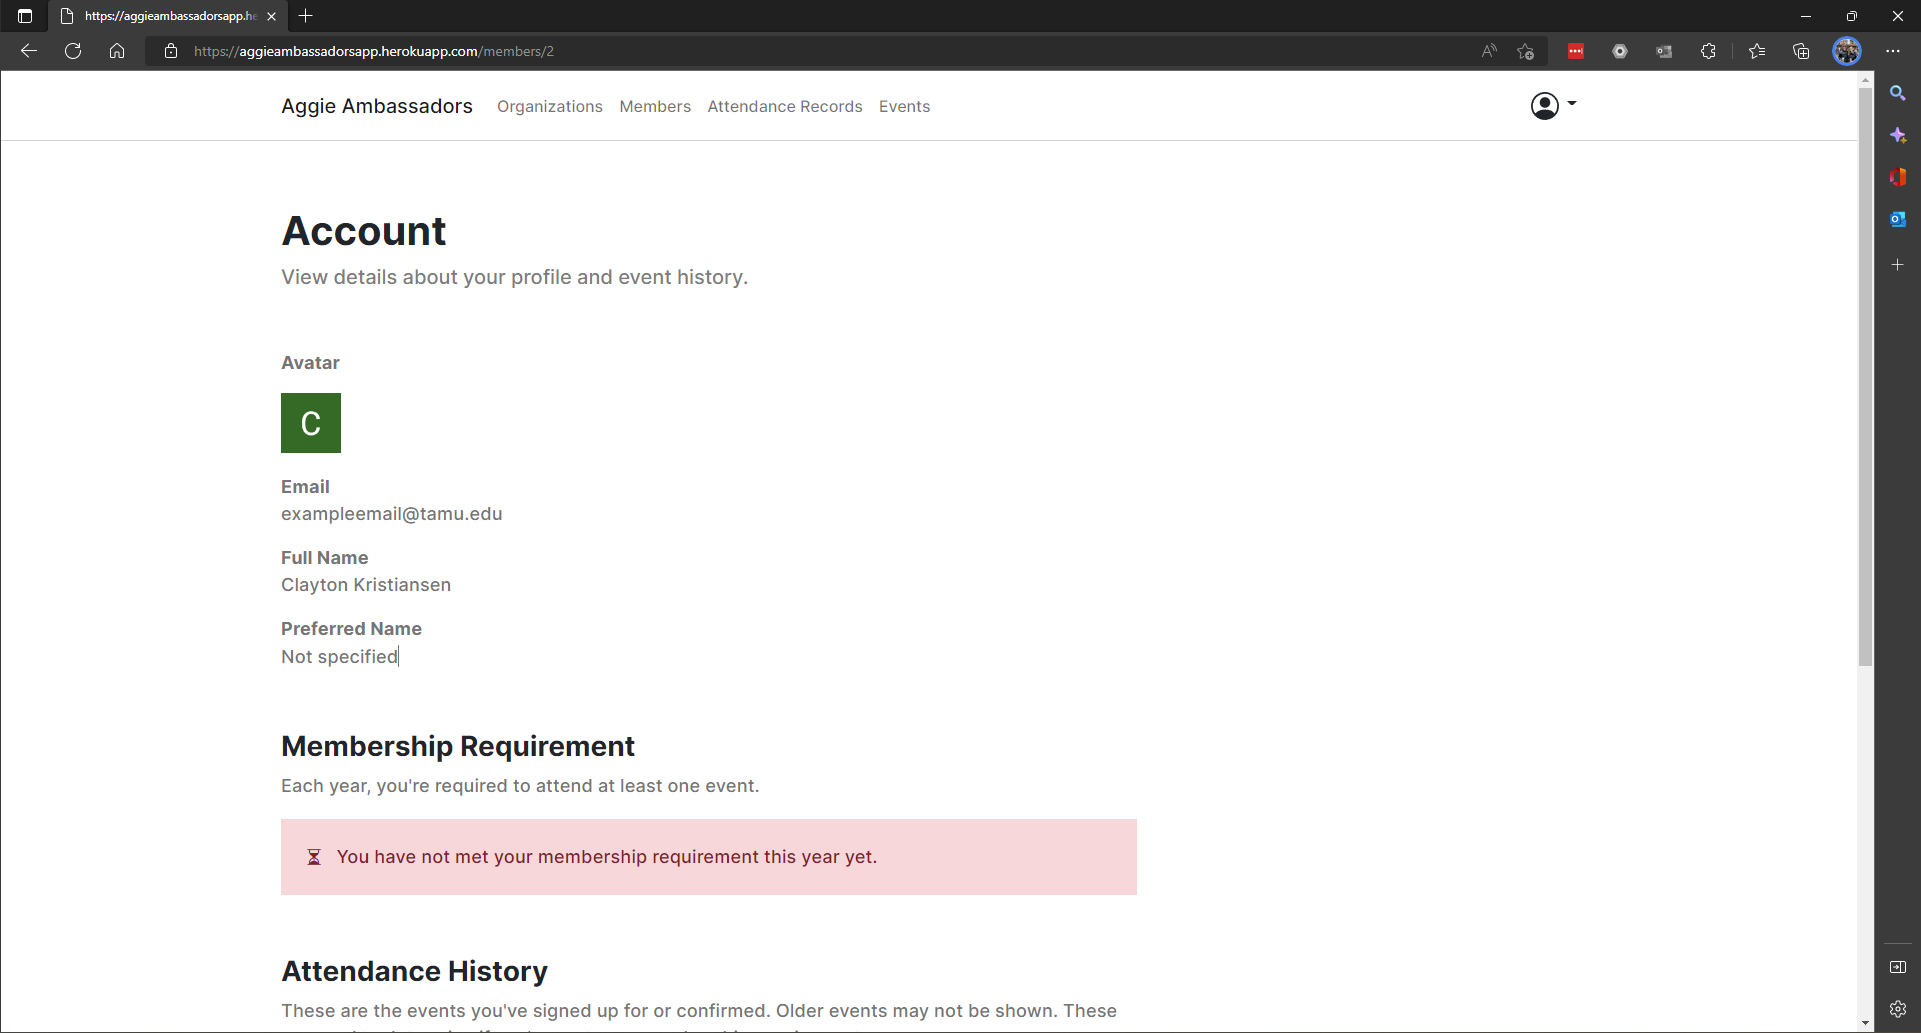 https://aggieambassadorsapp.he
https://aggieambassadorsapp.herokuapp.com/members/2
Aggie Ambassadors Organizations Members Attendance Records Events
Account
View details about your profile and event history.
Avatar
C
Email
exampleemail@tamu.edu
Full Name
Clayton Kristiansen
Preferred Name
Not specified
Membership Requirement
Each year, you're required to attend at least one event.
You have not met your membership requirement this year yet.
Attendance History
These are the events you've signed up for or confirmed. Older events may not be shown. These